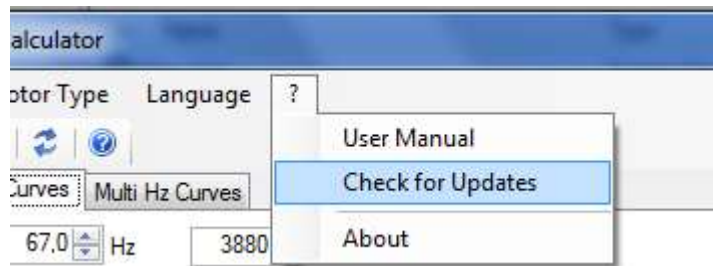 alculator
otor Type Language ?
User Manual
Curves Multi Hz Curves Check for Updates
67,0 Hz 3880 About